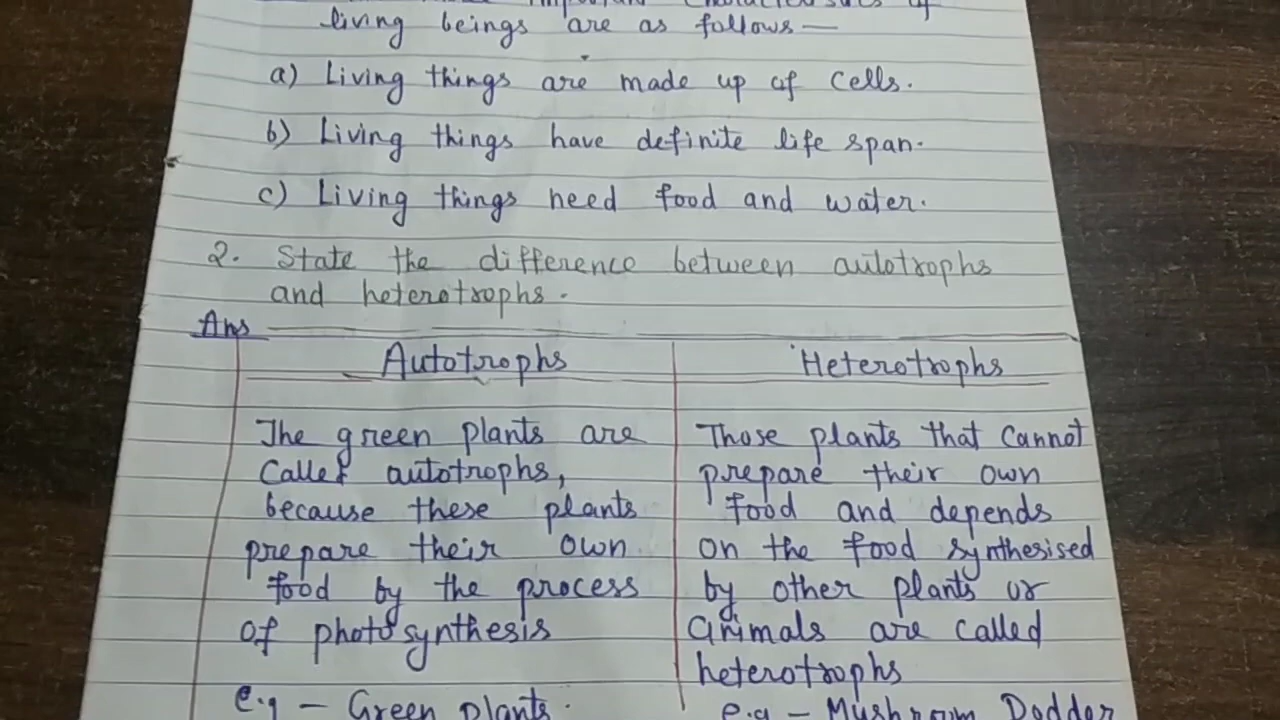 living beings are as follows —
a) Living things are made up of cells.
b) Living things have definite life span.
c) Living things need food and water.
2. State the difference between autotrophs
and heterotrophs.
Ans
Autotrophs
The green plants are
called autotrophs,
because these plants
prepare their own
food by the process
of photosynthesis
e.g – Green plants.
Heterotrophs
Those plants that cannot
prepare their own
food and depends
on the food synthesised
by other plants or
animals are called
heterotrophs
e.g – Mushroom Dodder